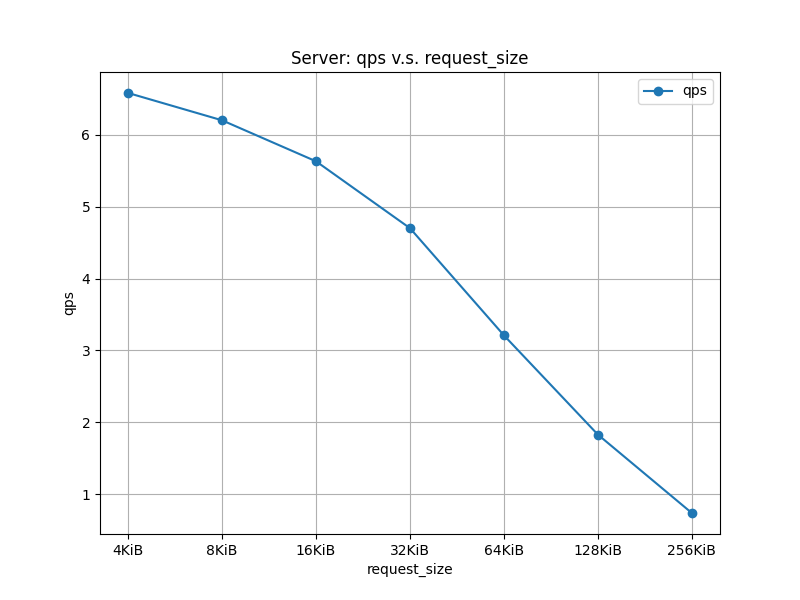 Server: qps v.s. request_size
qps
6
5
4
3
2
1
qps
4KiB 8KiB 16KiB 32KiB 64KiB 128KiB 256KiB
request_size